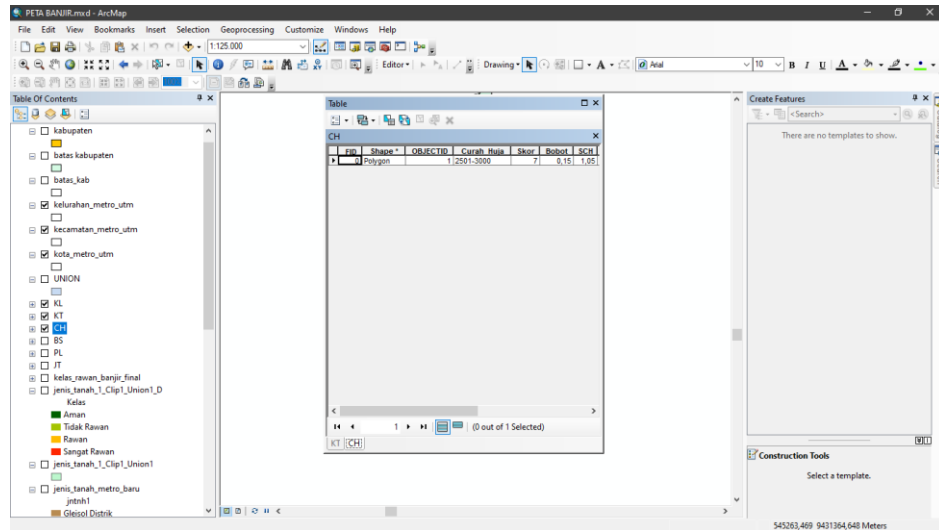 PETA BANJIR.mxd - ArcMap
File Edit View Bookmarks Insert Selection Geoprocessing Customize Windows Help
1:125.000
Editor
Drawing
A
Arial
10
B I U A
Table Of Contents
kabupaten
batas kabupaten
batas_kab
kelurahan_metro_utm
kecamatan_metro_utm
kota_metro_utm
UNION
KL
KT
CH
BS
PL
JT
kelas_rawan_banjir_final
jenis_tanah_1_Clip1_Union1_D
Kelas
Aman
Tidak Rawan
Rawan
Sangat Rawan
jenis_tanah_1_Clip1_Union1
jenis_tanah_metro_baru
jntnh1
Gleisol Distrik
Table
CH
FID Shape * OBJECTID Curah_Huja Skor Bobot SCH
0 Polygon 1 2501-3000 7 0,15 1,05
1
(0 out of 1 Selected)
KT CH
Create Features
<Search>
There are no templates to show.
Construction Tools
Select a template.
545263,469 9431364,648 Meters